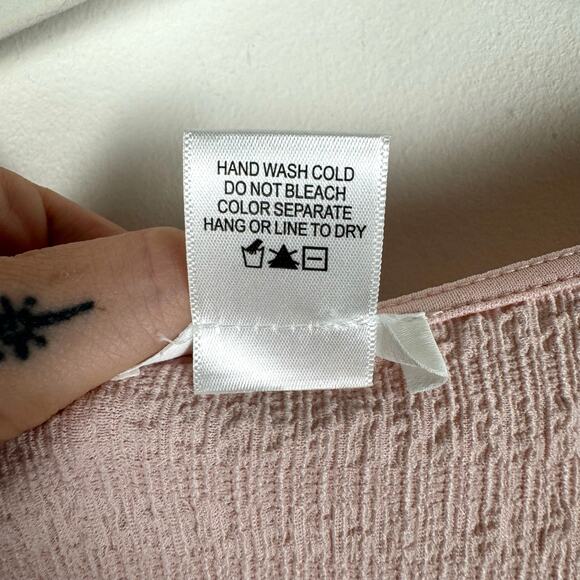 HAND WASH COLD
DO NOT BLEACH
COLOR SEPARATE
HANG OR LINE TO DRY